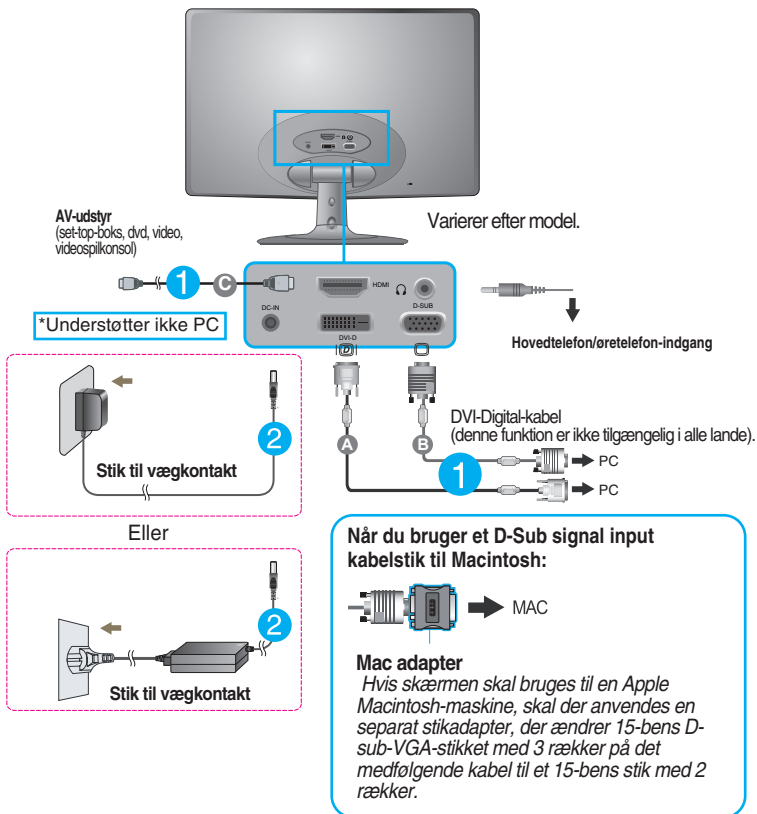 AV-udstyr
(set-top-boks, dvd, video,
videospilkonsol)
Varierer efter model.
1
C
HDMI
DC-IN
D-SUB
DVI-D
*Understøtter ikke PC
Hovedtelefon/øretelefon-indgang
2
Stik til vægkontakt
A
B
DVI-Digital-kabel
(denne funktion er ikke tilgængelig i alle lande).
1
PC
PC
Eller
2
Stik til vægkontakt
Når du bruger et D-Sub signal input
kabelstik til Macintosh:
MAC
Mac adapter
Hvis skærmen skal bruges til en Apple
Macintosh-maskine, skal der anvendes en
separat stikadapter, der ændrer 15-bens D-
sub-VGA-stikket med 3 rækker på det
medfølgende kabel til et 15-bens stik med 2
rækker.